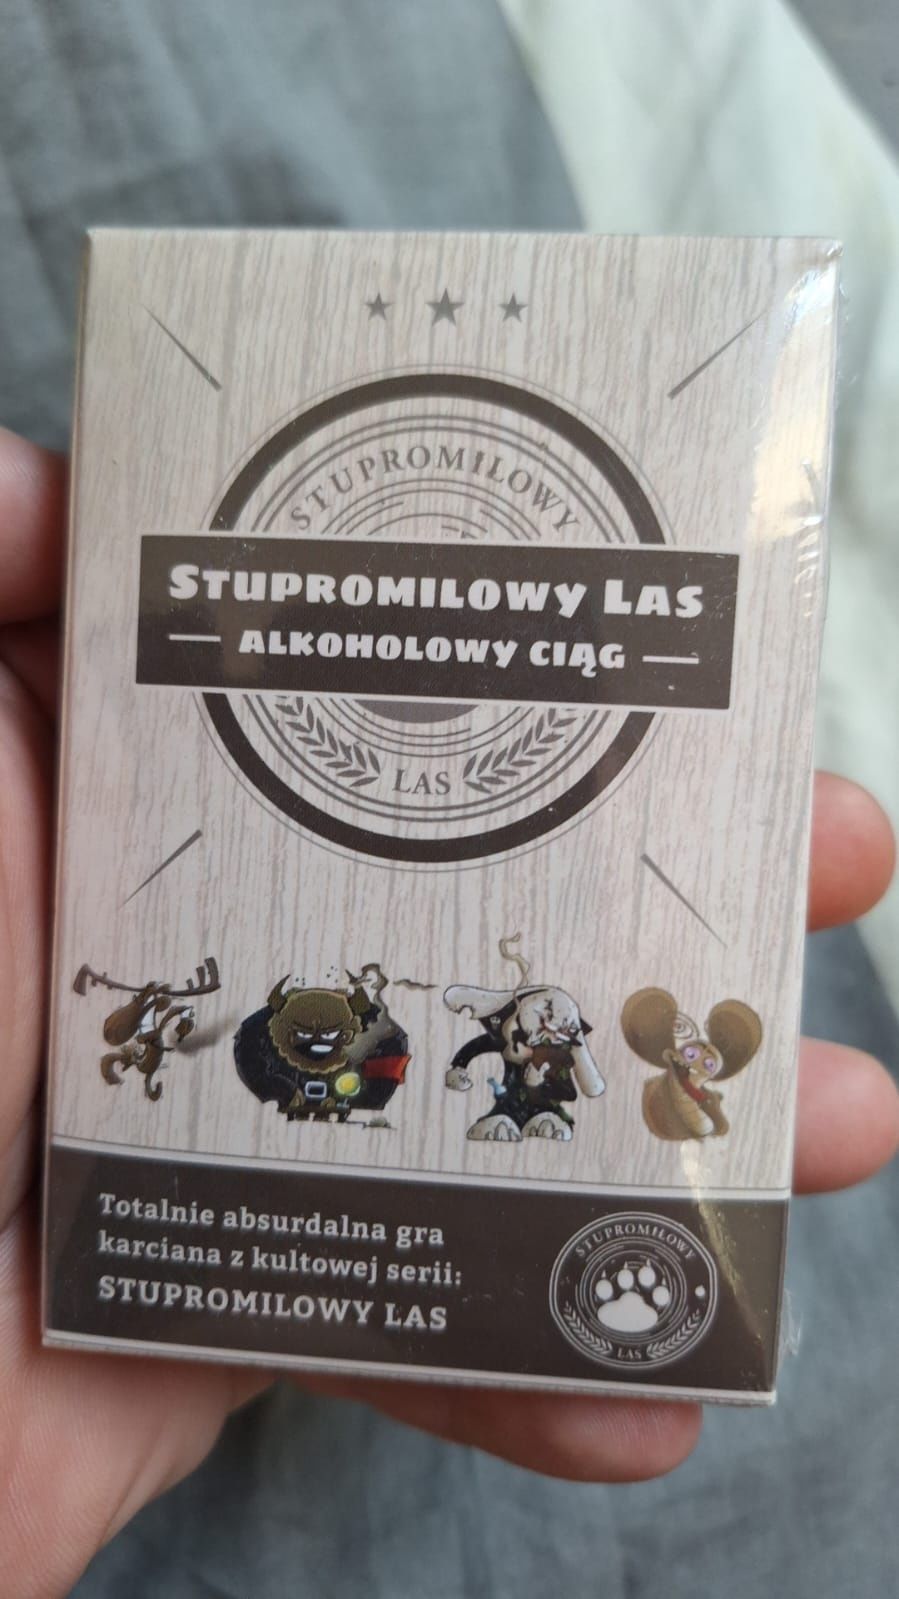 STUPROMILOWY
STUPROMILOWY LAS
ALKOHOLOWY CIĄG
LAS
Totalnie absurdalna gra
karciana z kultowej serii:
STUPROMILOWY LAS
STUPROMILOWY
LAS